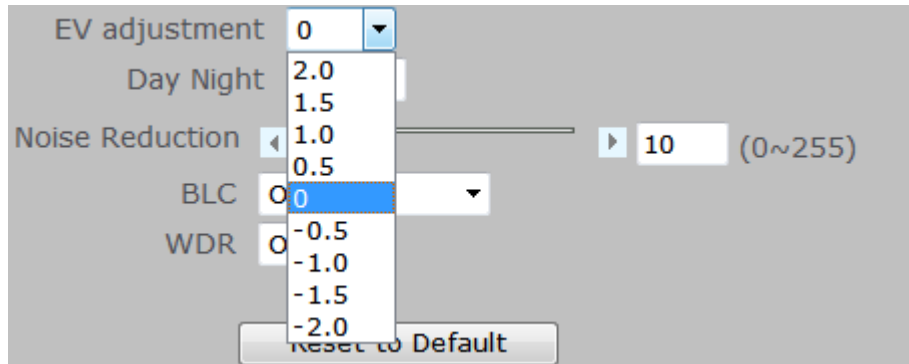 EV adjustment 0
2.0
Day Night
1.5
Noise Reduction 1.0 10 (0~255)
0.5
BLC 0
-0.5
WDR
-1.0
-1.5
-2.0
to Default